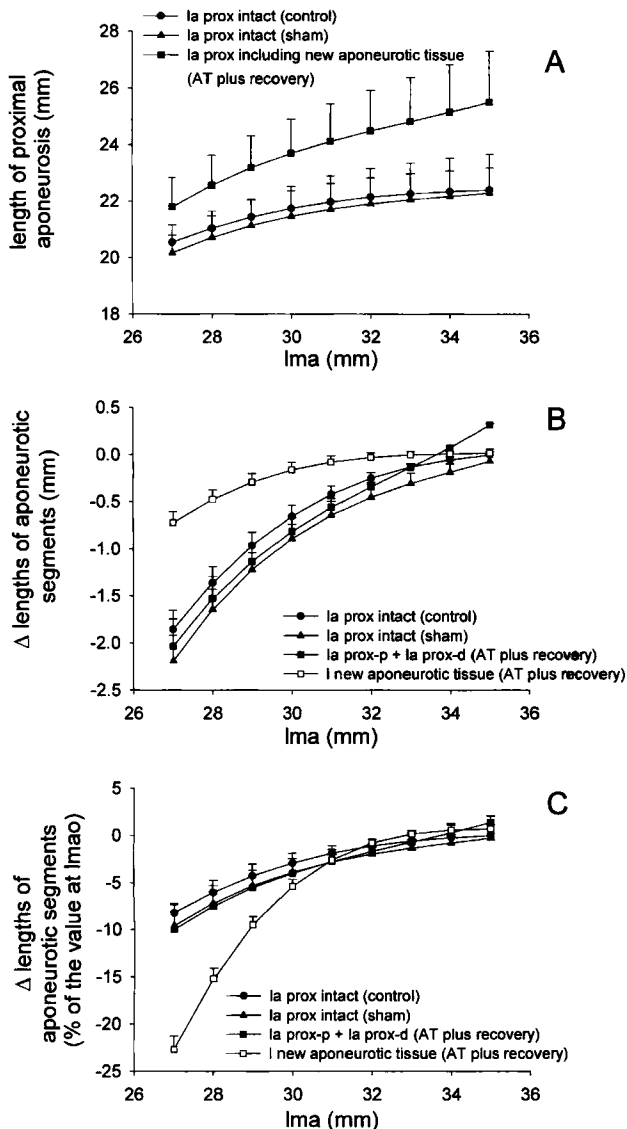 la prox intact (control)
la prox intact (sham)
la prox including new aponeurotic tissue
(AT plus recovery)
A
length of proximal
aponeurosis (mm)
28
26
24
22
20
18
26 28 30 32 34 36
lma (mm)
B
Δ lengths of aponeurotic
segments (mm)
0.5
0.0
-0.5
-1.0
-1.5
-2.0
-2.5
la prox intact (control)
la prox intact (sham)
la prox-p + la prox-d (AT plus recovery)
l new aponeurotic tissue (AT plus recovery)
26 28 30 32 34 36
lma (mm)
C
Δ lengths of
aponeurotic segments
(% of the value at lmao)
5
0
-5
-10
-15
-20
-25
la prox intact (control)
la prox intact (sham)
la prox-p + la prox-d (AT plus recovery)
l new aponeurotic tissue (AT plus recovery)
26 28 30 32 34 36
lma (mm)